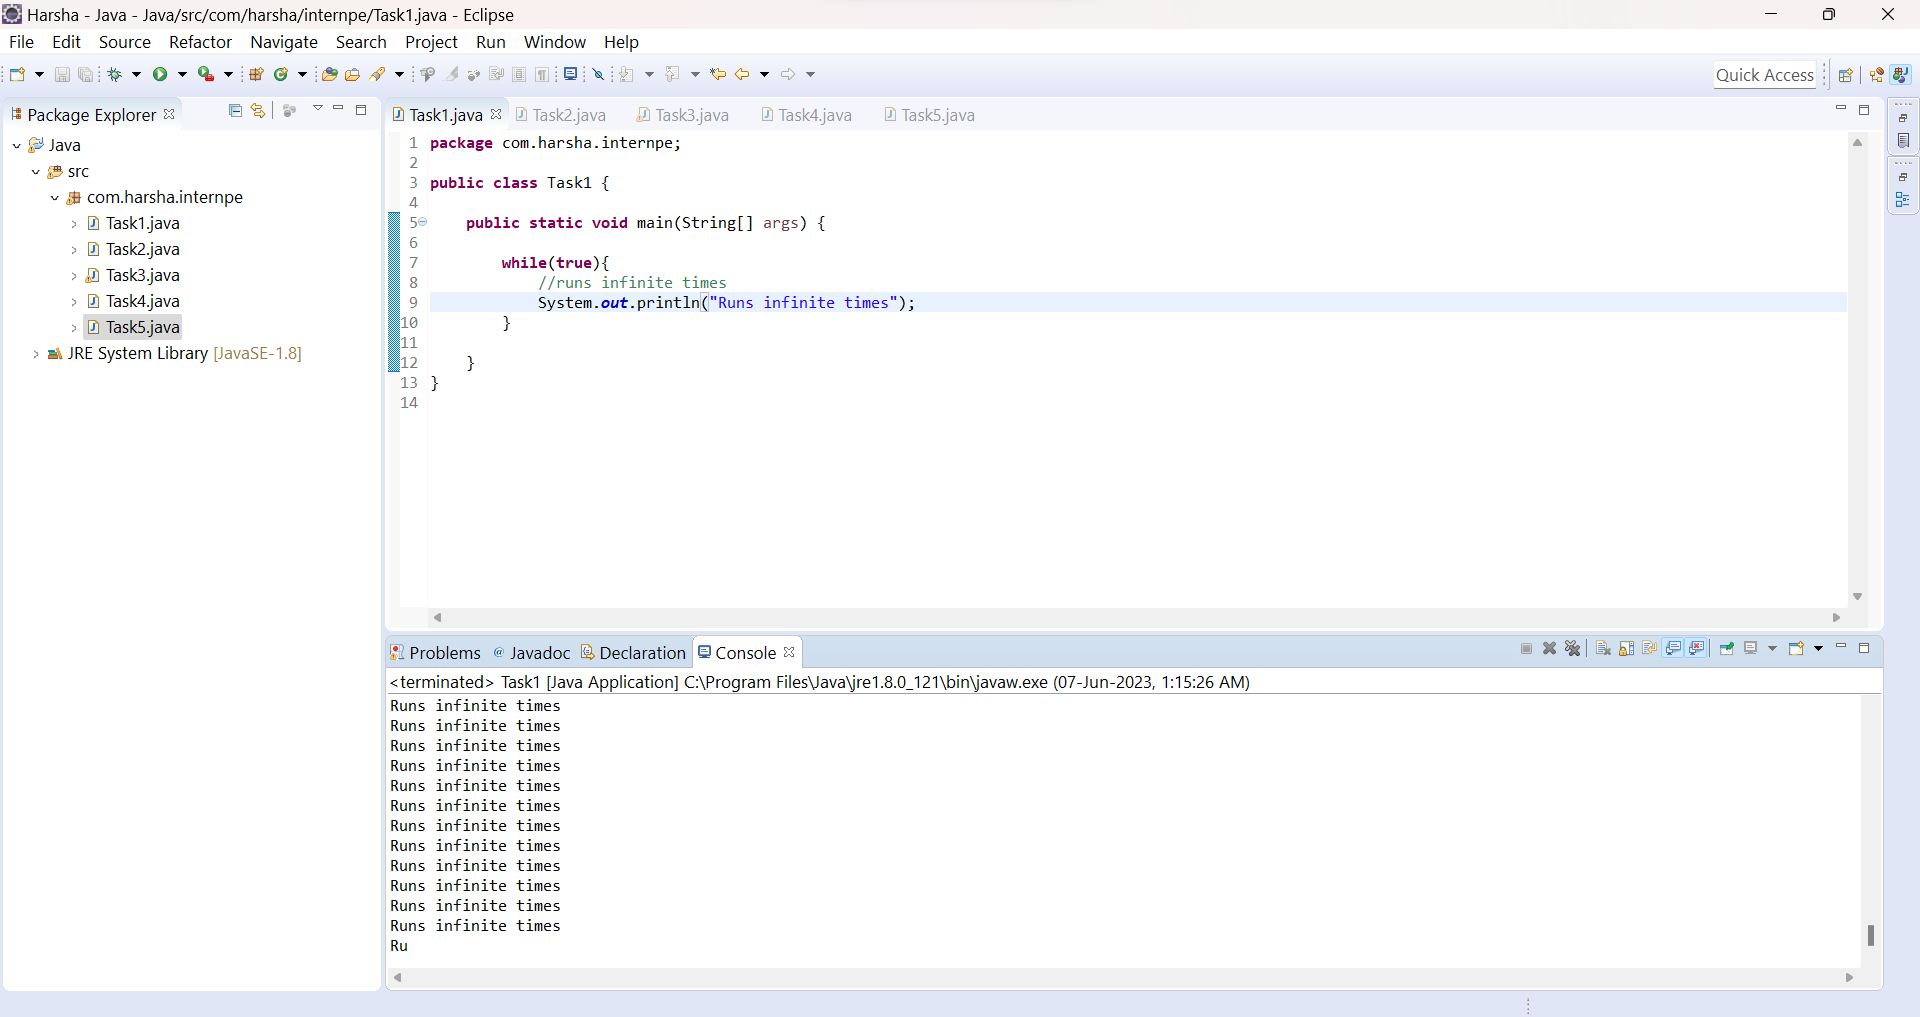 Harsha - Java - Java/src/com/harsha/internpe/Task1.java - Eclipse
File Edit Source Refactor Navigate Search Project Run Window Help
Quick Access
Package Explorer
Java
src
com.harsha.internpe
Task1.java
Task2.java
Task3.java
Task4.java
Task5.java
JRE System Library [JavaSE-1.8]
Task1.java Task2.java Task3.java Task4.java Task5.java
1 package com.harsha.internpe;
2
3 public class Task1 {
4
5     public static void main(String[] args) {
6
7         while(true){
8             //runs infinite times
9             System.out.println("Runs infinite times");
10         }
11
12     }
13 }
14
Problems @ Javadoc Declaration Console
<terminated> Task1 [Java Application] C:\Program Files\Java\jre1.8.0_121\bin\javaw.exe (07-Jun-2023, 1:15:26 AM)
Runs infinite times
Runs infinite times
Runs infinite times
Runs infinite times
Runs infinite times
Runs infinite times
Runs infinite times
Runs infinite times
Runs infinite times
Runs infinite times
Runs infinite times
Runs infinite times
Ru